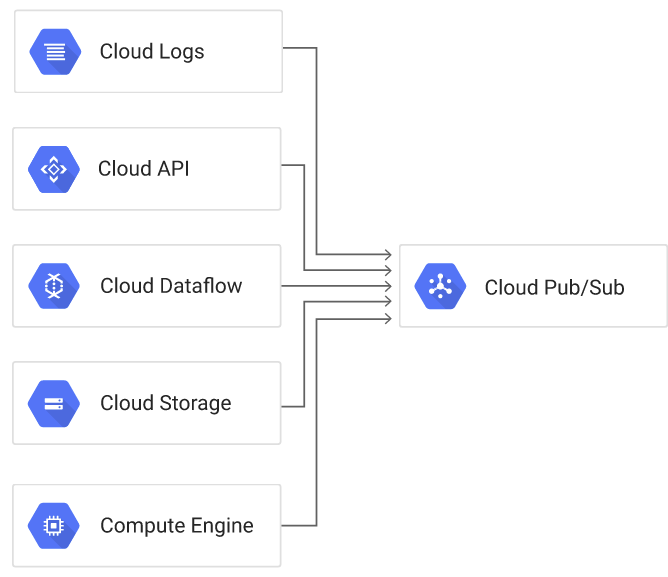 Cloud Logs
Cloud API
Cloud Dataflow
Cloud Pub/Sub
Cloud Storage
Compute Engine